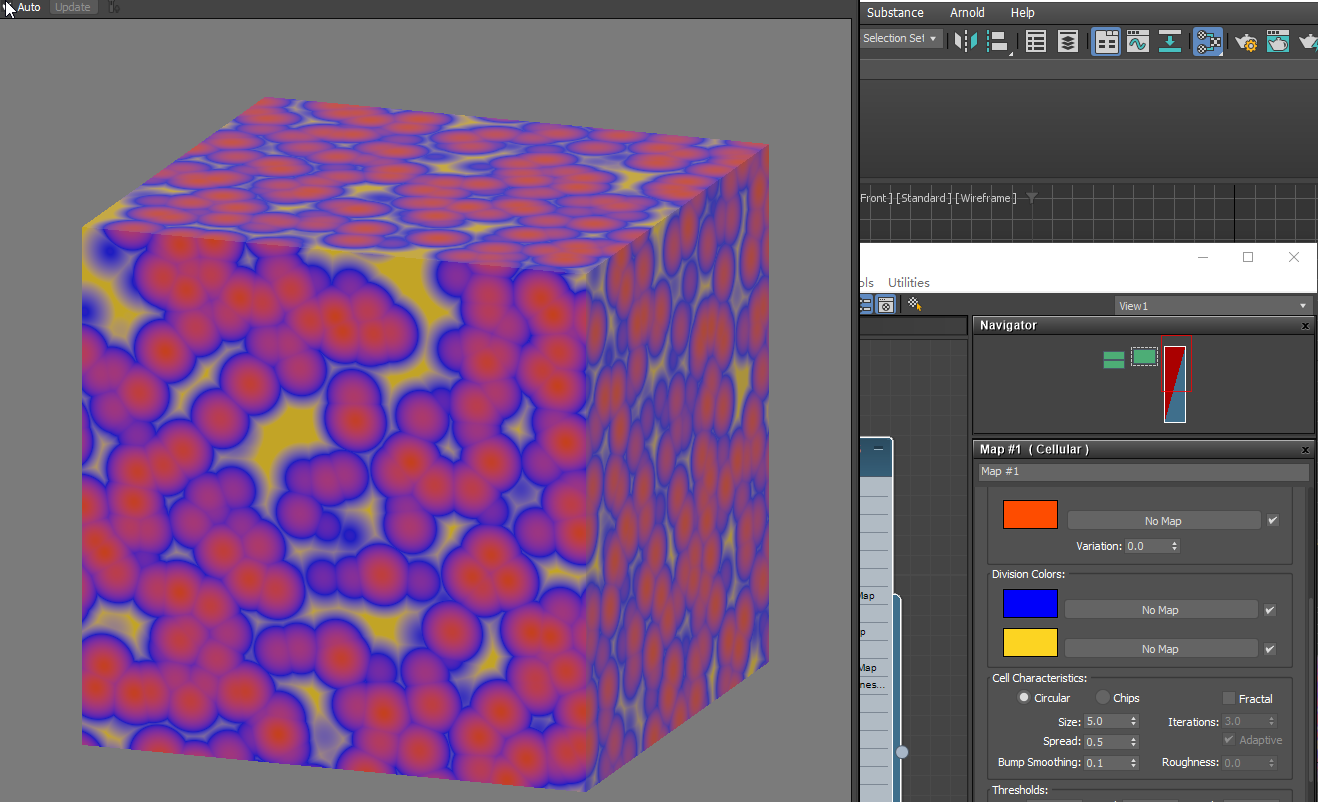 Auto Update
Substance Arnold Help
Selection Set
Front ] [Standard ] [Wireframe ]
ols Utilities
View1
Navigator
Map #1 ( Cellular )
Map #1
No Map
Variation: 0.0
Division Colors:
No Map
No Map
Cell Characteristics:
Circular Chips Fractal
Size: 5.0 Iterations: 3.0
Spread: 0.5 Adaptive
Bump Smoothing: 0.1 Roughness: 0.0
Thresholds:
Map
p
Map
nes...